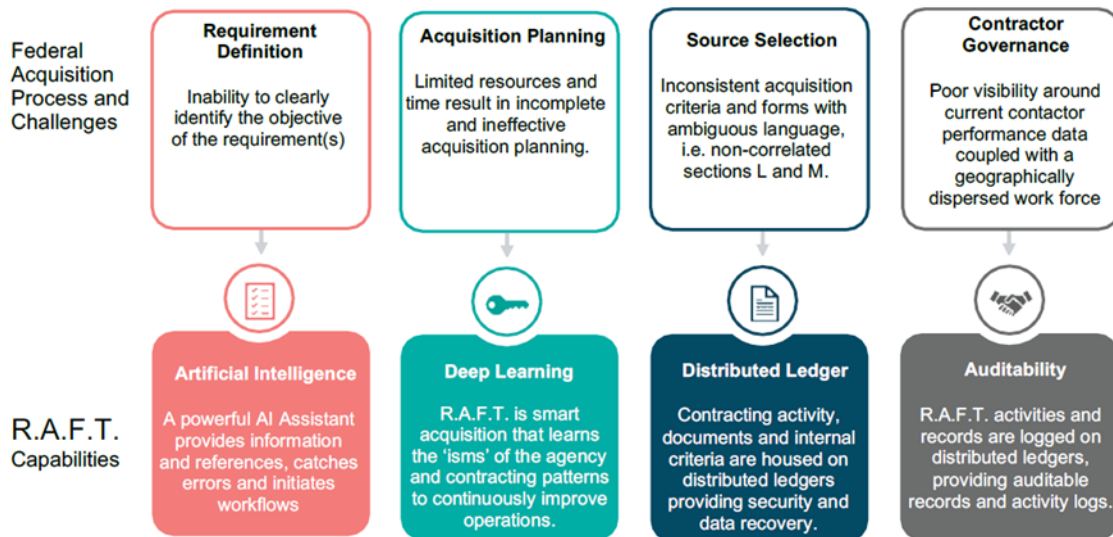 Federal
Acquisition
Process and
Challenges
Requirement
Definition
Inability to clearly
identify the objective
of the requirement(s)
Acquisition Planning
Limited resources and
time result in incomplete
and ineffective
acquisition planning.
Source Selection
Inconsistent acquisition
criteria and forms with
ambiguous language,
i.e. non-correlated
sections L and M.
Contractor
Governance
Poor visibility around
current contactor
performance data
coupled with a
geographically
dispersed work force
R.A.F.T.
Capabilities
Artificial Intelligence
A powerful AI Assistant
provides information
and references, catches
errors and initiates
workflows
Deep Learning
R.A.F.T. is smart
acquisition that learns
the ‘isms’ of the agency
and contracting patterns
to continuously improve
operations.
Distributed Ledger
Contracting activity,
documents and internal
criteria are housed on
distributed ledgers
providing security and
data recovery.
Auditability
R.A.F.T. activities and
records are logged on
distributed ledgers,
providing auditable
records and activity logs.